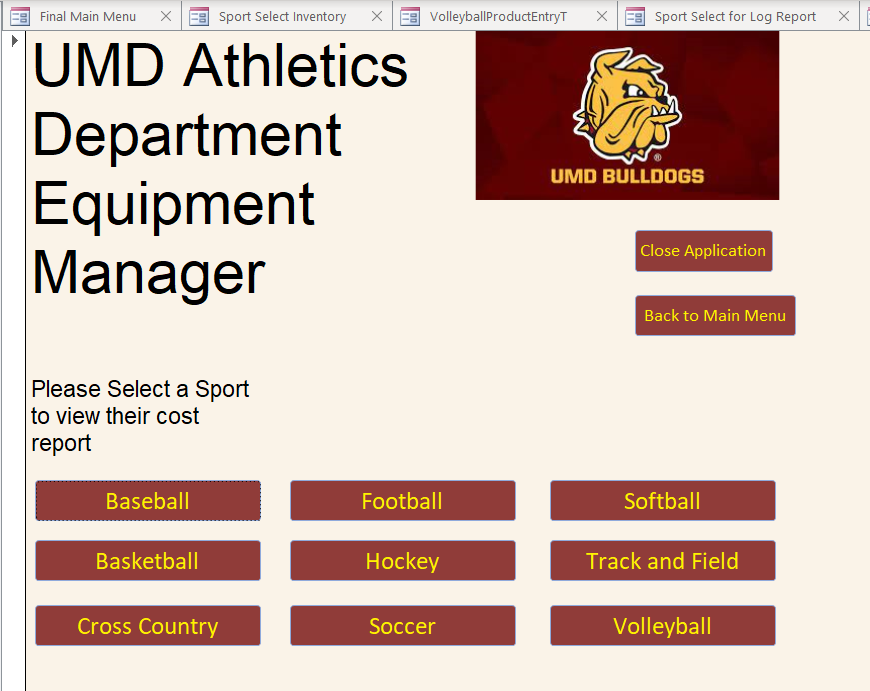 Final Main Menu
Sport Select Inventory
VolleyballProductEntryT
Sport Select for Log Report
UMD Athletics
Department
Equipment
Manager
®
UMD BULLDOGS
Close Application
Back to Main Menu
Please Select a Sport
to view their cost
report
Baseball
Football
Softball
Basketball
Hockey
Track and Field
Cross Country
Soccer
Volleyball